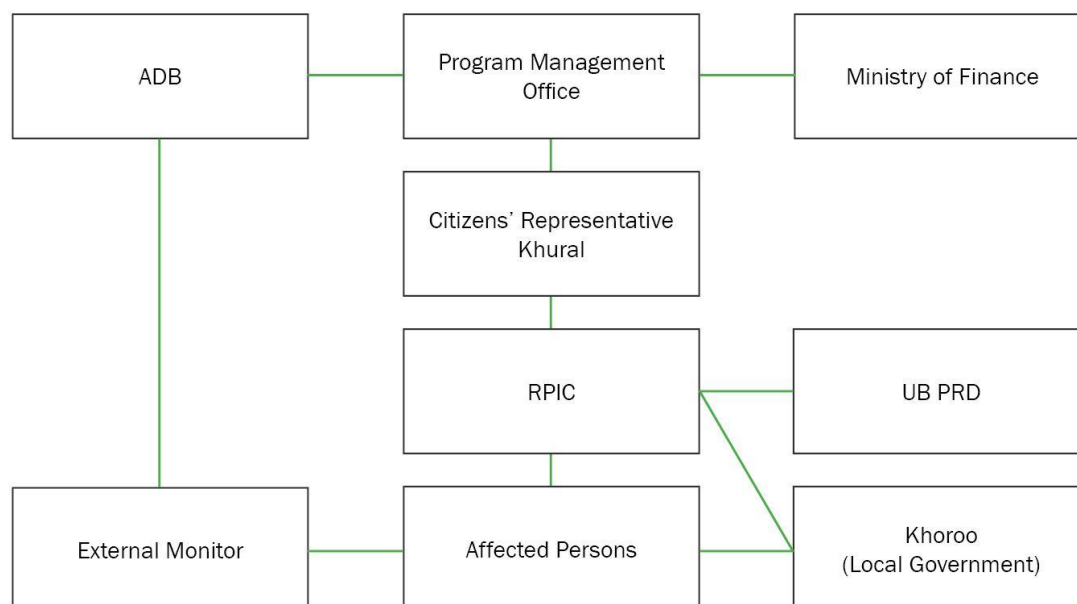 ADB
Program Management
Office
Ministry of Finance
Citizens' Representative
Khural
RPIC
UB PRD
External Monitor
Affected Persons
Khoroo
(Local Government)